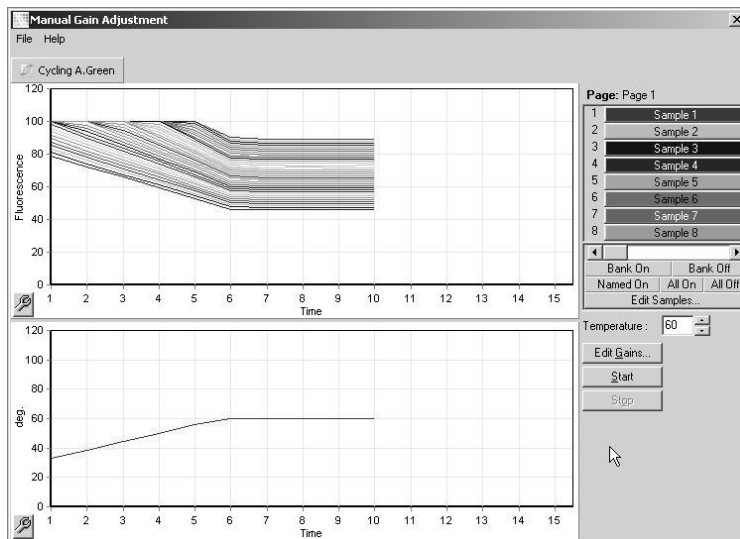 Manual Gain Adjustment
File Help
Cycling A.Green
120
100
80
60
40
20
0
Fluorescence
1 2 3 4 5 6 7 8 9 10 11 12 13 14 15
Time
120
100
80
60
40
20
0
deg.
1 2 3 4 5 6 7 8 9 10 11 12 13 14 15
Time
Page: Page 1
1 Sample 1
2 Sample 2
3 Sample 3
4 Sample 4
5 Sample 5
6 Sample 6
7 Sample 7
8 Sample 8
Bank On Bank Off
Named On All On All Off
Edit Samples...
Temperature : 60
Edit Gains...
Start
Stop